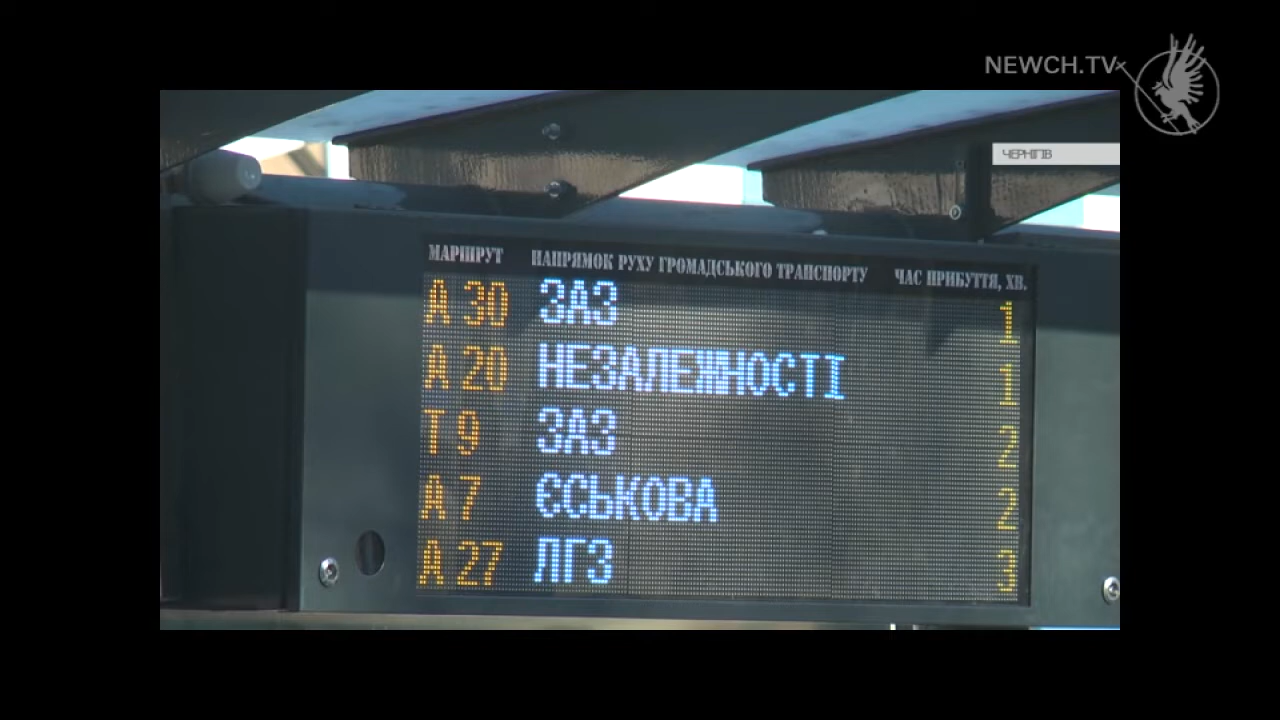 NEWCH.TV
ЧЕРНІГІВ
МАРШРУТ НАПРЯМОК РУХУ ГРОМАДСЬКОГО ТРАНСПОРТУ ЧАС ПРИБУТТЯ, ХВ.
А 30 ЗАЗ 1
А 20 НЕЗАЛЕЖНОСТІ 1
Т 9 ЗАЗ 2
А 7 ЄСЬКОВА 2
А 27 ЛГЗ 3